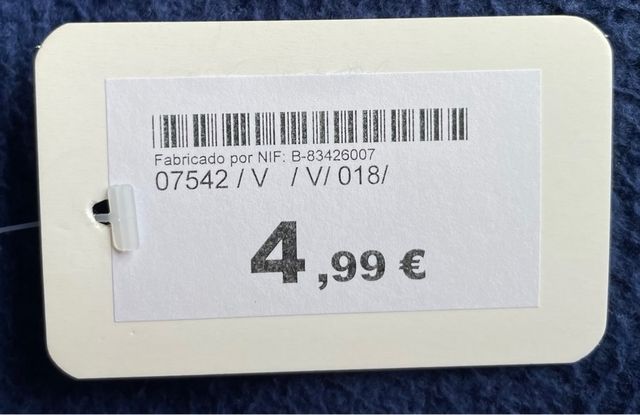 Fabricado por NIF: B-83426007
07542 / V / V/ 018/
4,99 €